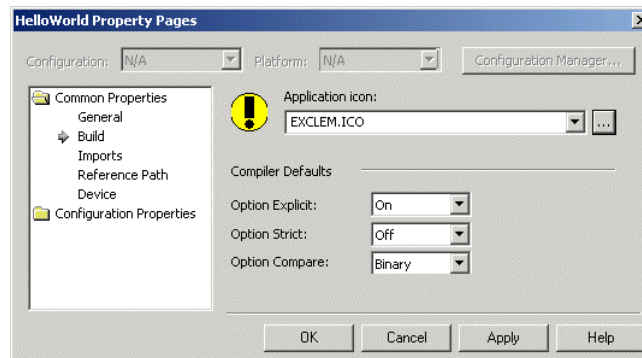 HelloWorld Property Pages
Configuration: N/A Platform: N/A Configuration Manager...
Common Properties
General
Build
Imports
Reference Path
Device
Configuration Properties
Application icon:
EXCLEM.ICO ...
Compiler Defaults
Option Explicit: On
Option Strict: Off
Option Compare: Binary
OK Cancel Apply Help